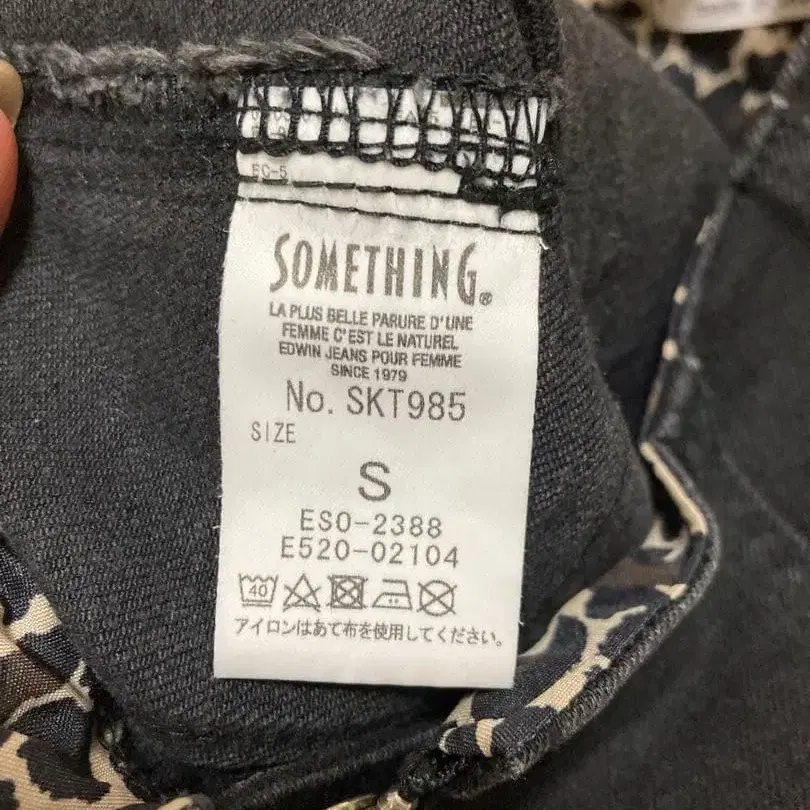 FC-5
SOMETHING®
LA PLUS BELLE PARURE D'UNE
FEMME C'EST LE NATUREL
EDWIN JEANS POUR FEMME
SINCE 1979
No. SKT985
SIZE
S
ESO-2388
E520-02104
40
アイロンはあて布を使用してください。